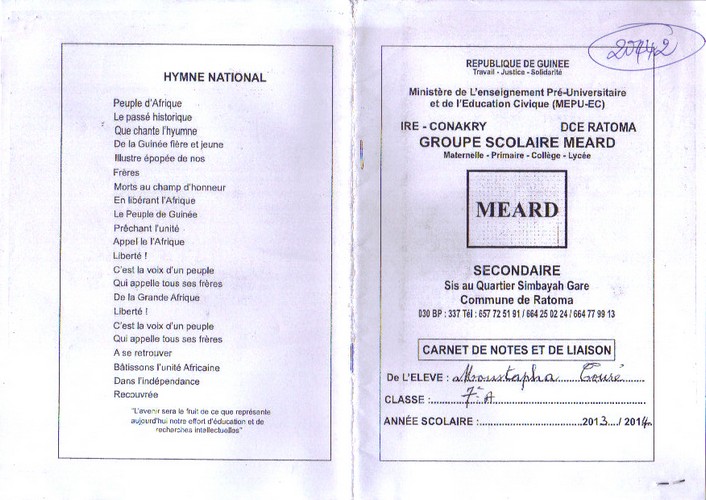 HYMNE NATIONAL
Peuple d'Afrique
Le passé historique
Que chante l'hyumne
De la Guinée fière et jeune
Illustre épopée de nos
Frères
Morts au champ d'honneur
En libérant l'Afrique
Le Peuple de Guinée
Prêchant l'unité
Appel le l'Afrique
Liberté !
C'est la voix d'un peuple
Qui appelle tous ses frères
De la Grande Afrique
Liberté !
C'est la voix d'un peuple
Qui appelle tous ses frères
A se retrouver
Bâtissons l'unité Africaine
Dans l'indépendance
Recouvrée
"L'avenir sera le fruit de ce que représente
aujourd'hui notre effort d'éducation et de
recherches intellectuelles"
20442
REPUBLIQUE DE GUINEE
Travail - Justice - Solidarité
Ministère de L'enseignement Pré-Universitaire
et de l'Education Civique (MEPU-EC)
IRE - CONAKRY DCE RATOMA
GROUPE SCOLAIRE MEARD
Maternelle - Primaire - Collège - Lycée
MEARD
SECONDAIRE
Sis au Quartier Simbayah Gare
Commune de Ratoma
030 BP : 337 Tél : 657 72 51 91 / 664 25 02 24 / 664 77 99 13
CARNET DE NOTES ET DE LIAISON
De L'ELEVE : Moustapha Touré
CLASSE : 7e A
ANNÉE SCOLAIRE : 2013 / 2014